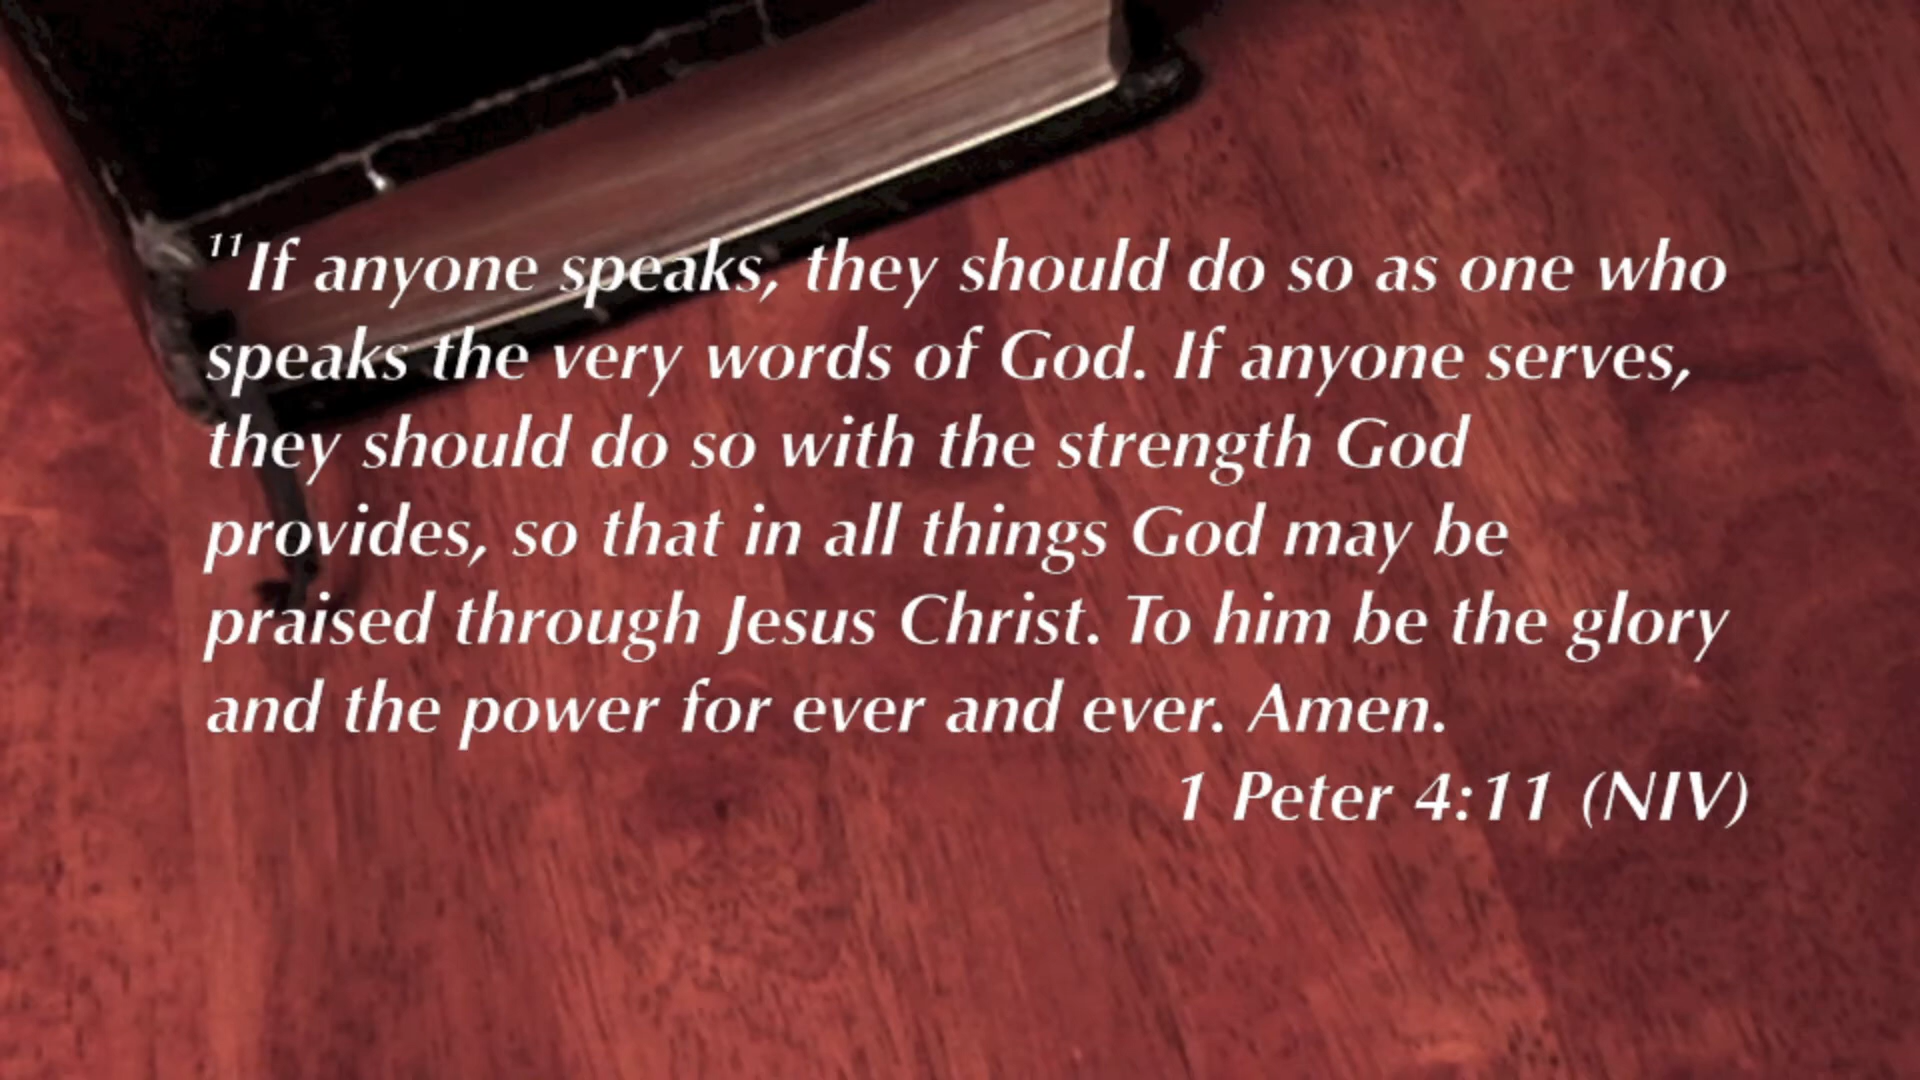 ¹¹If anyone speaks, they should do so as one who
speaks the very words of God. If anyone serves,
they should do so with the strength God
provides, so that in all things God may be
praised through Jesus Christ. To him be the glory
and the power for ever and ever. Amen.
1 Peter 4:11 (NIV)